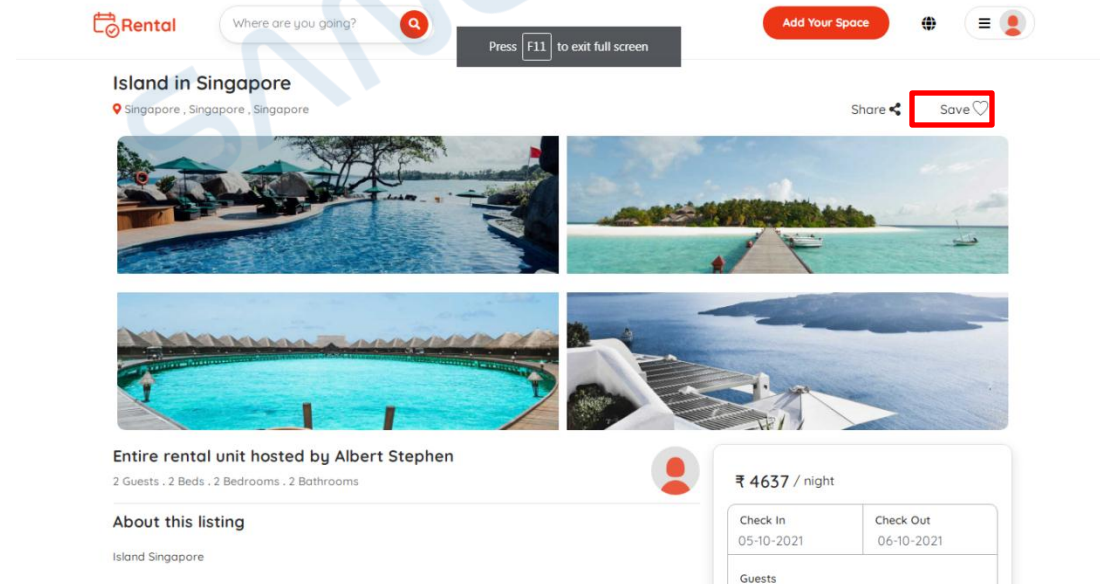 Rental
Where are you going?
Add Your Space
Press F11 to exit full screen
Island in Singapore
Singapore , Singapore , Singapore
Share
Save
Entire rental unit hosted by Albert Stephen
2 Guests . 2 Beds . 2 Bedrooms . 2 Bathrooms
₹ 4637 / night
About this listing
Check In
Check Out
05-10-2021
06-10-2021
Island Singapore
Guests